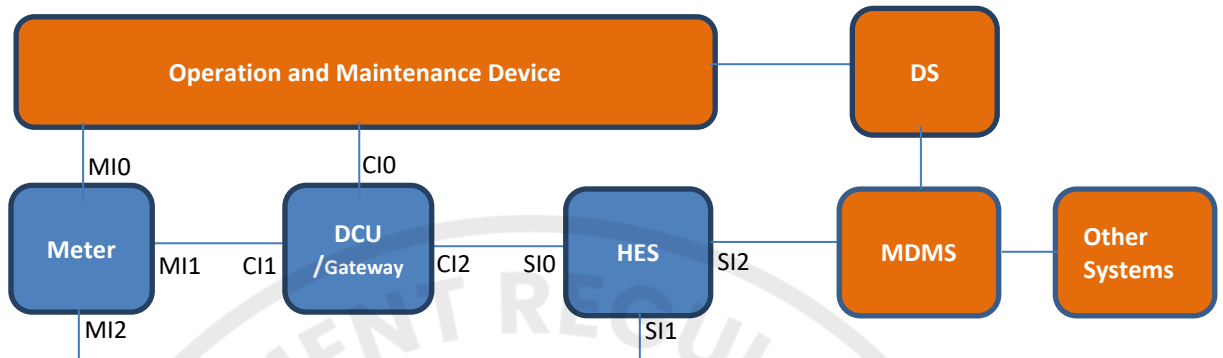 Operation and Maintenance Device
DS
MI0
CI0
Meter
DCU
/Gateway
HES
MDMS
Other
Systems
MI1
CI1
CI2
SI0
SI2
MI2
SI1